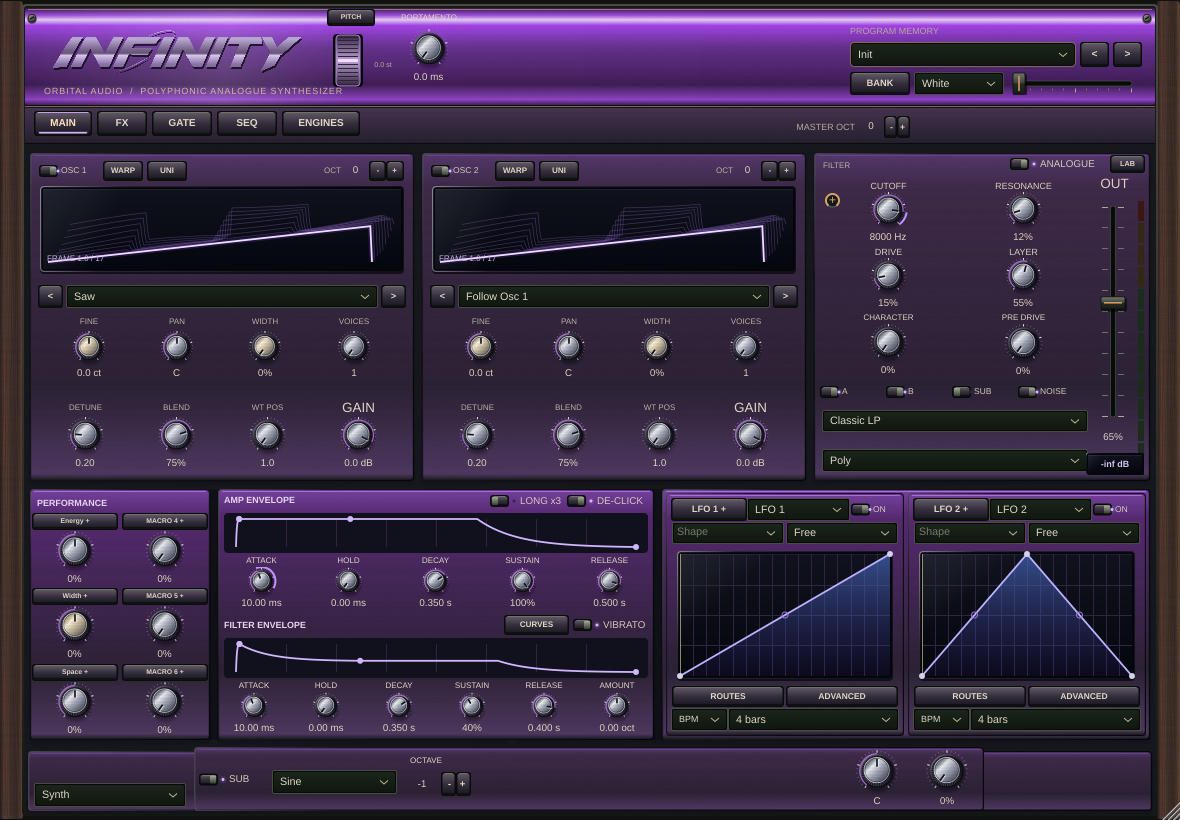 PITCH
PORTAMENTO
INFINITY
0.0 st
0.0 ms
ORBITAL AUDIO / POLYPHONIC ANALOGUE SYNTHESIZER
PROGRAM MEMORY
Init
<
>
BANK
White
MAIN
FX
GATE
SEQ
ENGINES
MASTER OCT 0 - +
OSC 1
WARP
UNI
OCT 0 - +
FRAME 1.0 / 17
<
Saw
>
FINE PAN WIDTH VOICES
0.0 ct C 0% 1
DETUNE BLEND WT POS GAIN
0.20 75% 1.0 0.0 dB
OSC 2
WARP
UNI
OCT 0 - +
FRAME 1.0 / 17
<
Follow Osc 1
>
FINE PAN WIDTH VOICES
0.0 ct C 0% 1
DETUNE BLEND WT POS GAIN
0.20 75% 1.0 0.0 dB
FILTER
ANALOGUE
LAB
CUTOFF RESONANCE OUT
8000 Hz 12%
DRIVE LAYER
15% 55%
CHARACTER PRE DRIVE
0% 0%
A B SUB NOISE
Classic LP
65%
Poly
-inf dB
PERFORMANCE
Energy + MACRO 4 +
0% 0%
Width + MACRO 5 +
0% 0%
Space + MACRO 6 +
0% 0%
AMP ENVELOPE
LONG x3
DE-CLICK
ATTACK HOLD DECAY SUSTAIN RELEASE
10.00 ms 0.00 ms 0.350 s 100% 0.500 s
FILTER ENVELOPE
CURVES
VIBRATO
ATTACK HOLD DECAY SUSTAIN RELEASE AMOUNT
10.00 ms 0.00 ms 0.350 s 40% 0.400 s 0.00 oct
LFO 1 +
LFO 1
ON
Shape
Free
ROUTES
ADVANCED
BPM
4 bars
LFO 2 +
LFO 2
ON
Shape
Free
ROUTES
ADVANCED
BPM
4 bars
Synth
SUB
Sine
OCTAVE
-1 - +
C 0%